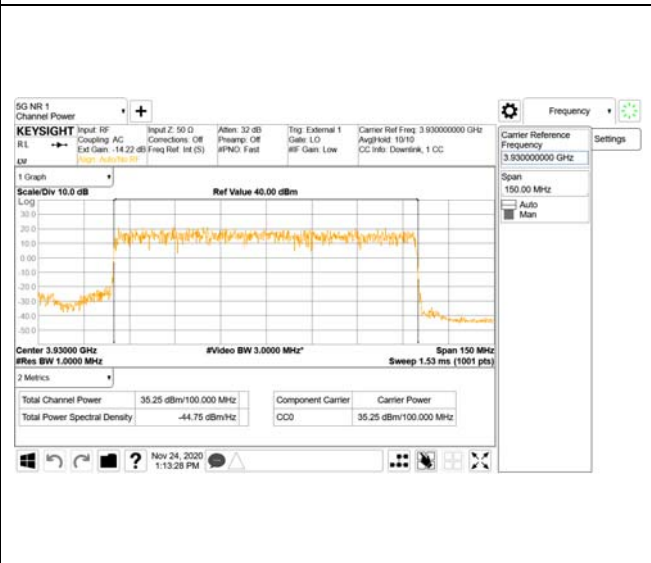 5G NR 1
Channel Power
Frequency
KEYSIGHT
RL
Input: RF
Coupling: AC
Ext Gain: -14.22 dB
Align: Auto/No RF
Input Z: 50 Ω
Corrections: Off
Freq Ref: Int (S)
Atten: 32 dB
Preamp: Off
#PNO: Fast
Trig: External 1
Gate: LO
#IF Gain: Low
Carrier Ref Freq: 3.930000000 GHz
Avg|Hold: 10/10
CC Info: Downlink, 1 CC
Carrier Reference
Frequency
3.930000000 GHz
Settings
Span
150.00 MHz
Auto
Man
1 Graph
Scale/Div 10.0 dB
Ref Value 40.00 dBm
Log
30.0
20.0
10.0
0.00
-10.0
-20.0
-30.0
-40.0
-50.0
Center 3.93000 GHz
#Video BW 3.0000 MHz*
Span 150 MHz
#Res BW 1.0000 MHz
Sweep 1.53 ms (1001 pts)
2 Metrics
Total Channel Power
35.25 dBm/100.000 MHz
Total Power Spectral Density
-44.75 dBm/Hz
Component Carrier
Carrier Power
CC0
35.25 dBm/100.000 MHz
?
Nov 24, 2020
1:13:28 PM